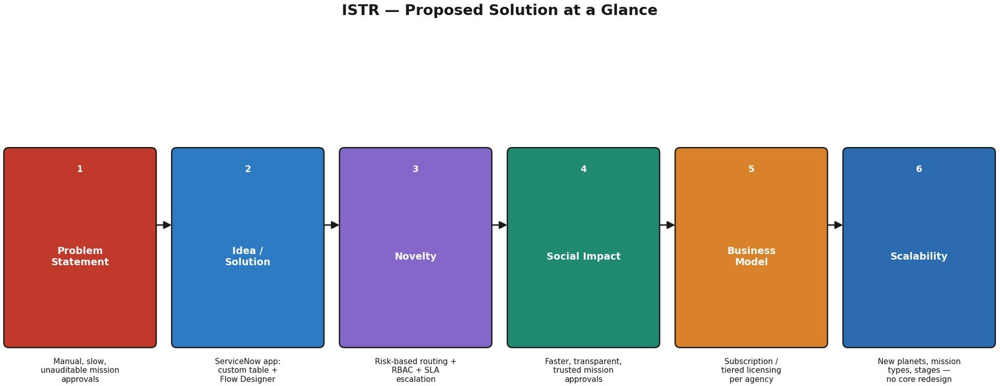 ISTR — Proposed Solution at a Glance
1
Problem
Statement
Manual, slow,
unauditable mission
approvals
2
Idea /
Solution
ServiceNow app:
custom table +
Flow Designer
3
Novelty
Risk-based routing +
RBAC + SLA
escalation
4
Social Impact
Faster, transparent,
trusted mission
approvals
5
Business
Model
Subscription /
tiered licensing
per agency
6
Scalability
New planets, mission
types, stages —
no core redesign